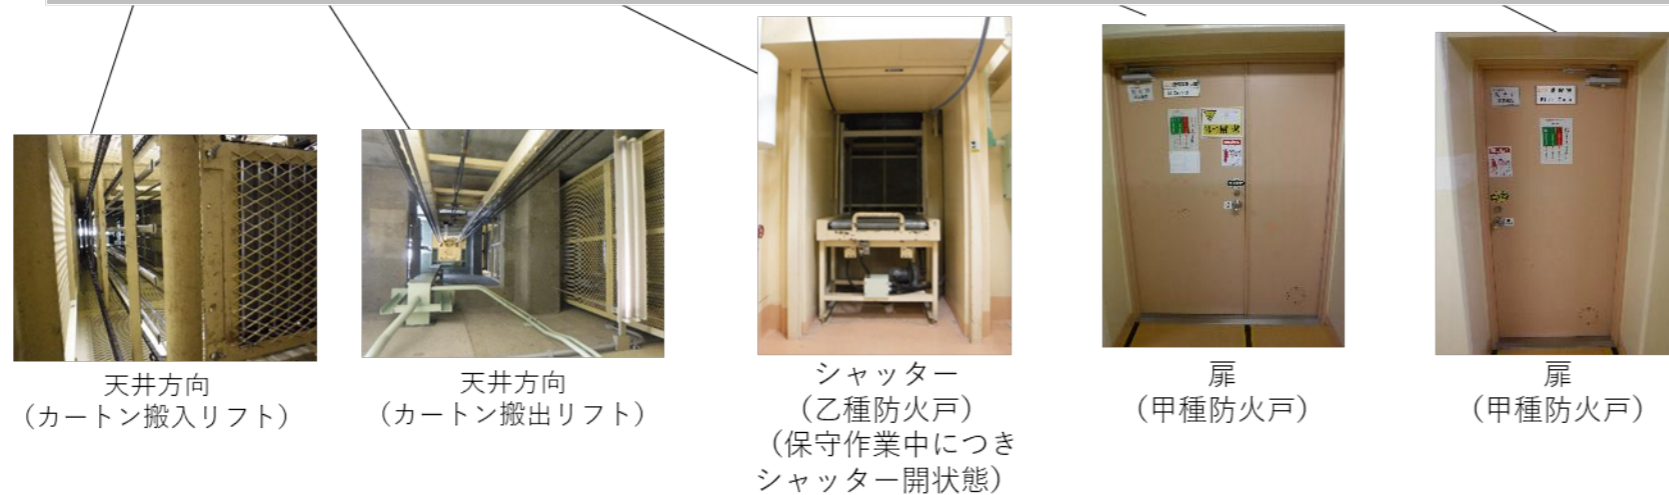 天井方向
（カートン搬入リフト）
天井方向
（カートン搬出リフト）
シャッター
（乙種防火戸）
（保守作業中につき
シャッター開状態）
扉
（甲種防火戸）
扉
（甲種防火戸）